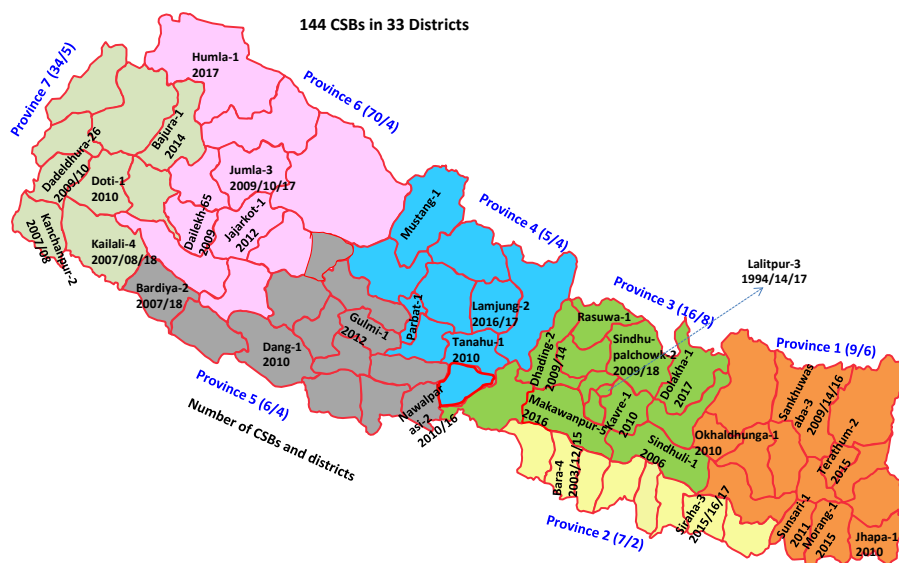 144 CSBs in 33 Districts
Province 7 (34/5)
Humla-1
2017
Province 6 (70/4)
Bajura-1
2014
Dadeldhura-26
2009/10
Doti-1
2010
Jumla-3
2009/10/17
Kanchanpur-2
2007/08
Kailali-4
2007/08/18
Dailekh-65
2009
Jajarkot-1
2012
Mustang-1
Province 4 (5/4)
Bardiya-2
2007/18
Lalitpur-3
1994/14/17
Province 3 (16/8)
Dang-1
2010
Gulmi-1
2012
Parbat-1
Lamjung-2
2016/17
Tanahu-1
2010
Rasuwa-1
Dhading-2
2009/14
Sindhu-
palchowk-2
2009/18
Dolakha-1
2017
Province 1 (9/6)
Province 5 (6/4)
Number of CSBs and districts
Nawalpar
asi-2
2010/16
Makawanpur-5
2016
Kavre-1
2010
Sindhuli-1
2006
Okhaldhunga-1
2010
Sankhuwas
aba-3
2009/14/16
Terathum-2
2015
Bara-4
2003/12/15
Province 2 (7/2)
Siraha-3
2015/16/17
Sunsari-1
2011
Morang-1
2015
Jhapa-1
2010